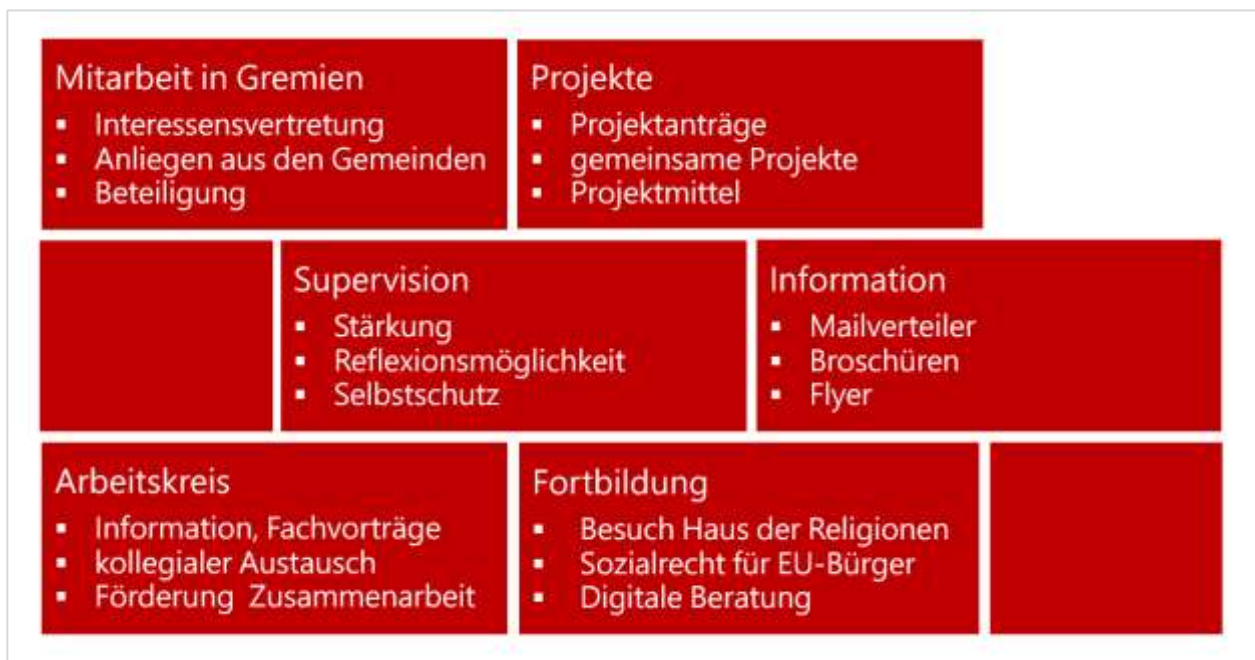 Mitarbeit in Gremien
▪ Interessensvertretung
▪ Anliegen aus den Gemeinden
▪ Beteiligung
Projekte
▪ Projektanträge
▪ gemeinsame Projekte
▪ Projektmittel
Supervision
▪ Stärkung
▪ Reflexionsmöglichkeit
▪ Selbstschutz
Information
▪ Mailverteiler
▪ Broschüren
▪ Flyer
Arbeitskreis
▪ Information, Fachvorträge
▪ kollegialer Austausch
▪ Förderung Zusammenarbeit
Fortbildung
▪ Besuch Haus der Religionen
▪ Sozialrecht für EU-Bürger
▪ Digitale Beratung